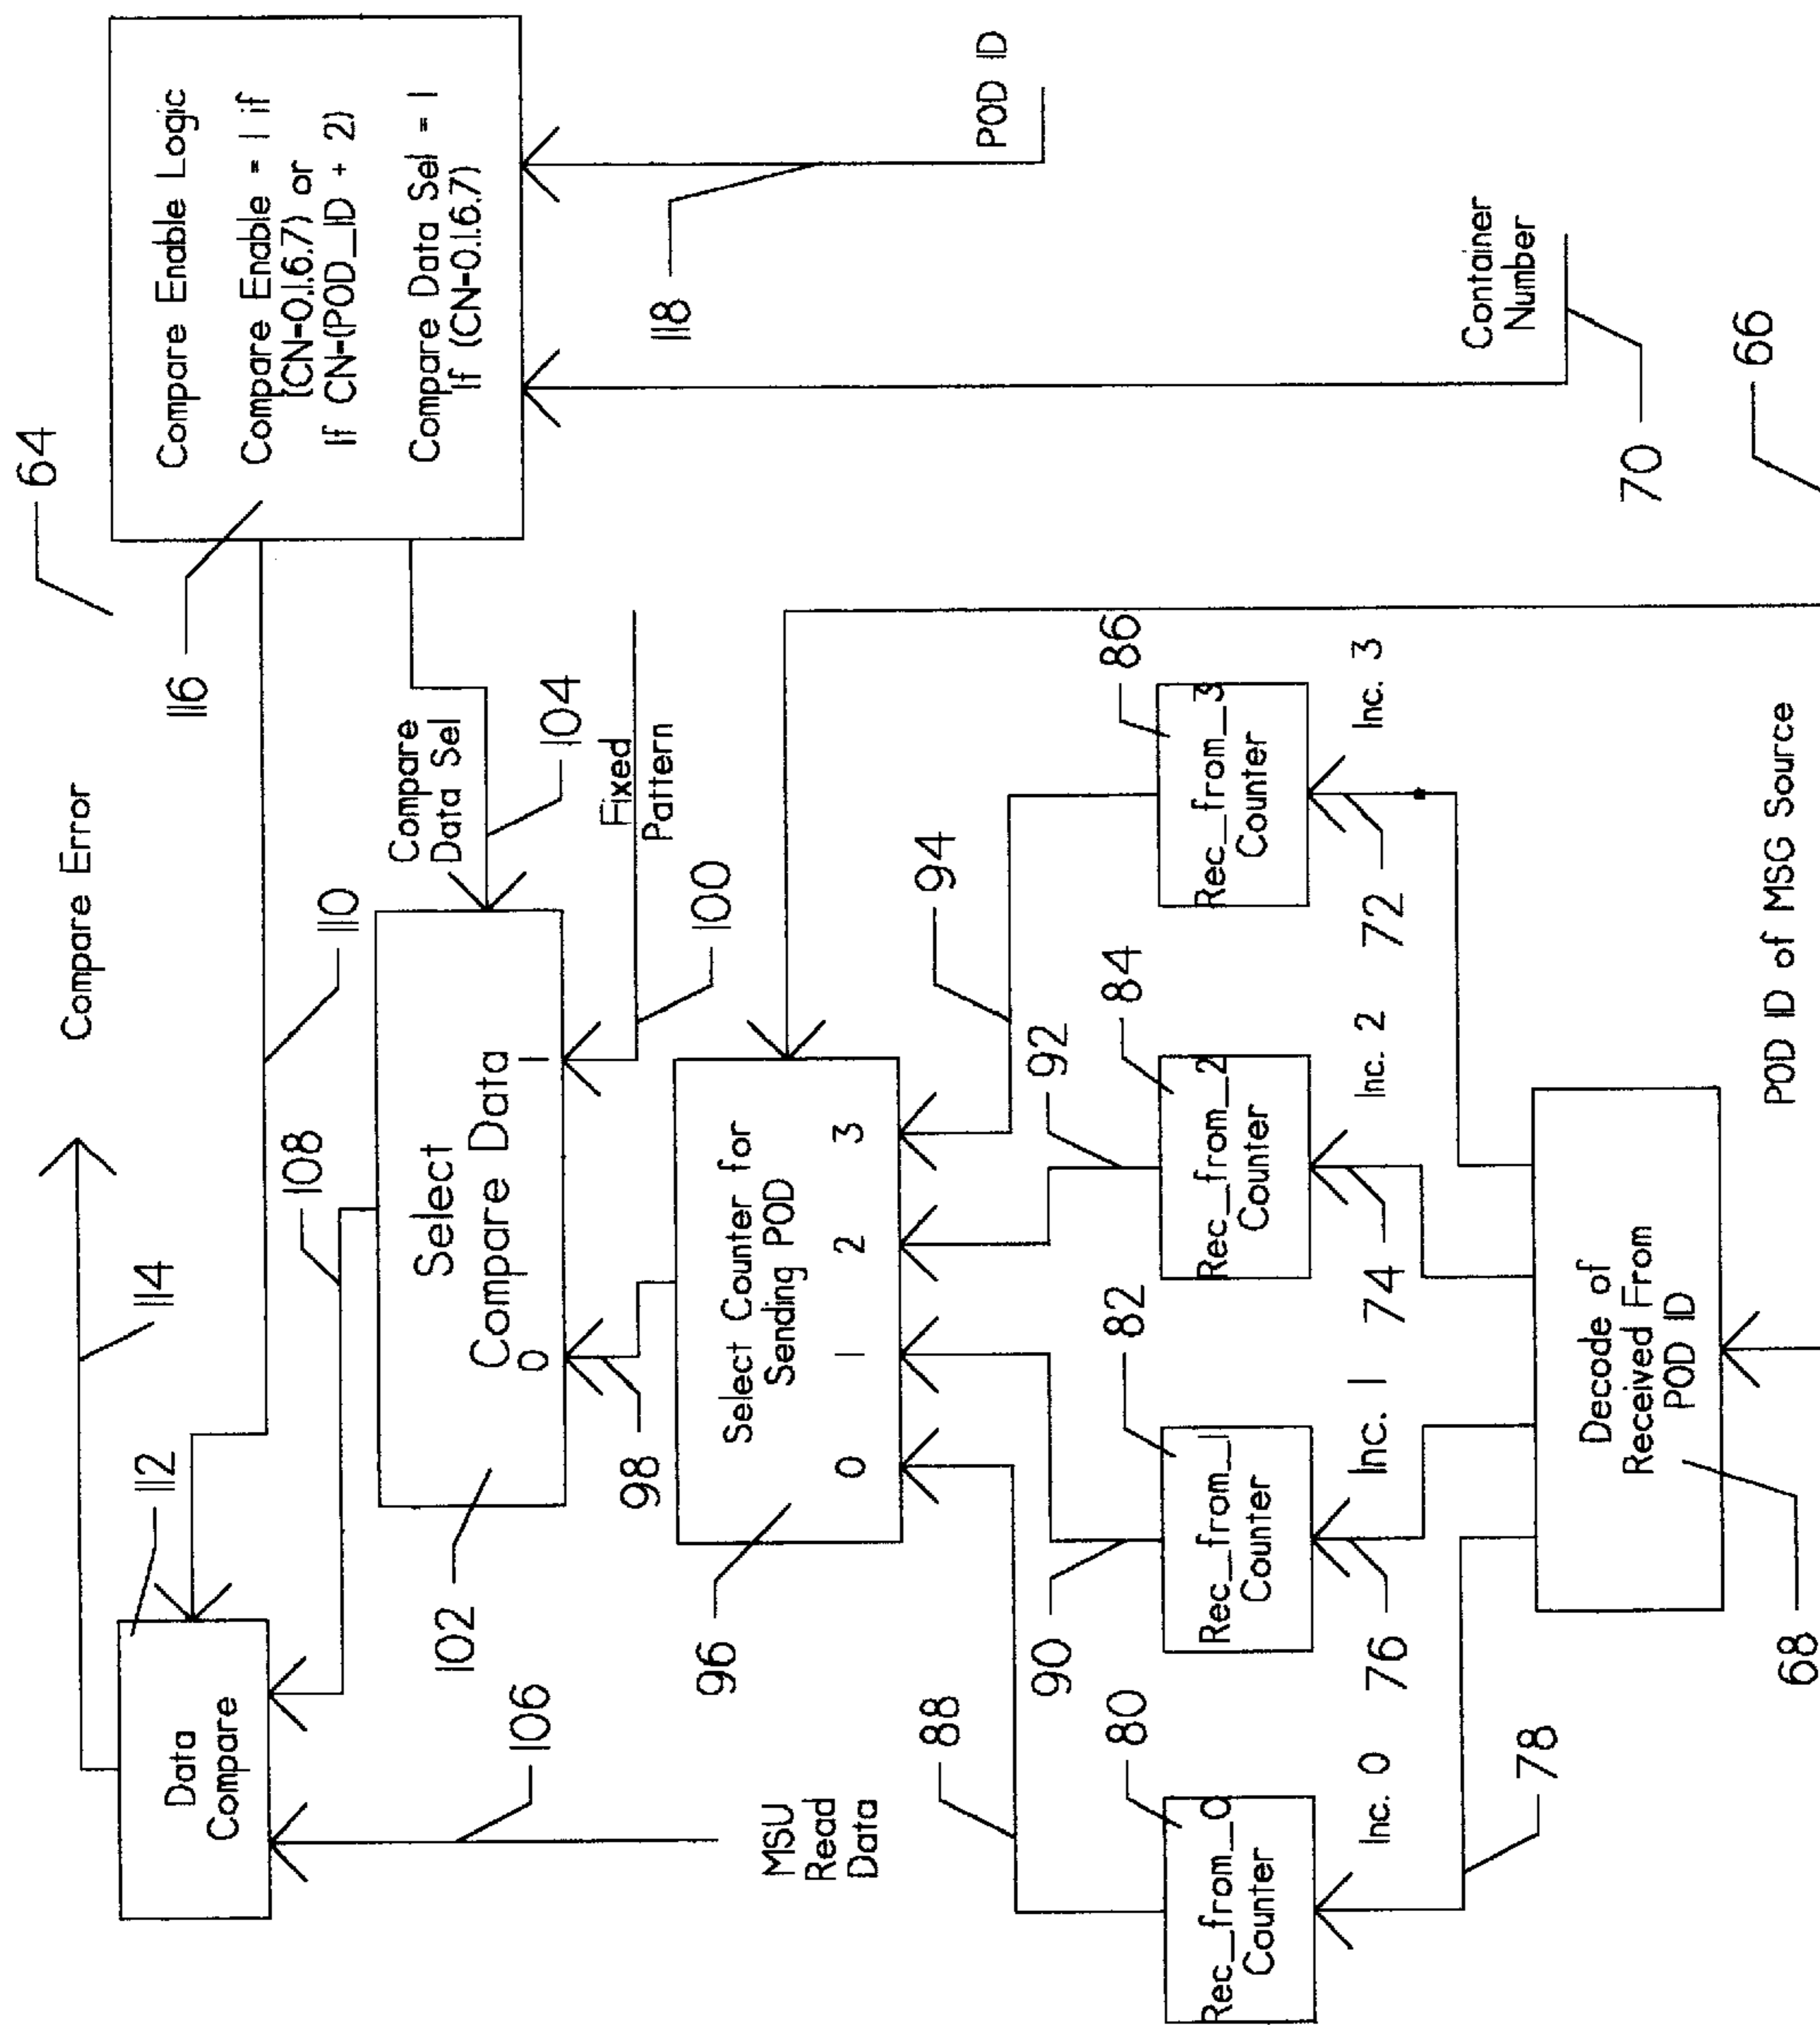 64
Compare Error
114
112
Data
Compare
110
108
116
Compare Enable Logic
Compare Enable = 1 if
(CN=0,1,6,7) or
If CN=(POD_ID + 2)
Compare Data Sel = 1
If (CN=0,1,6,7)
106
MSU
Read
Data
102
Select
Compare Data
0 1
Compare
Data Sel
104
Fixed
Pattern
100
98
118
POD ID
96
Select Counter for
Sending POD
0 1 2 3
88
90
92
94
Container
Number
70
80
Rec_from_0
Counter
82
Rec_from_1
Counter
84
Rec_from_2
Counter
86
Rec_from_3
Counter
Inc. 0
Inc. 1
Inc. 2
Inc. 3
78
76
74
72
66
Decode of
Received From
POD ID
68
POD ID of MSG Source